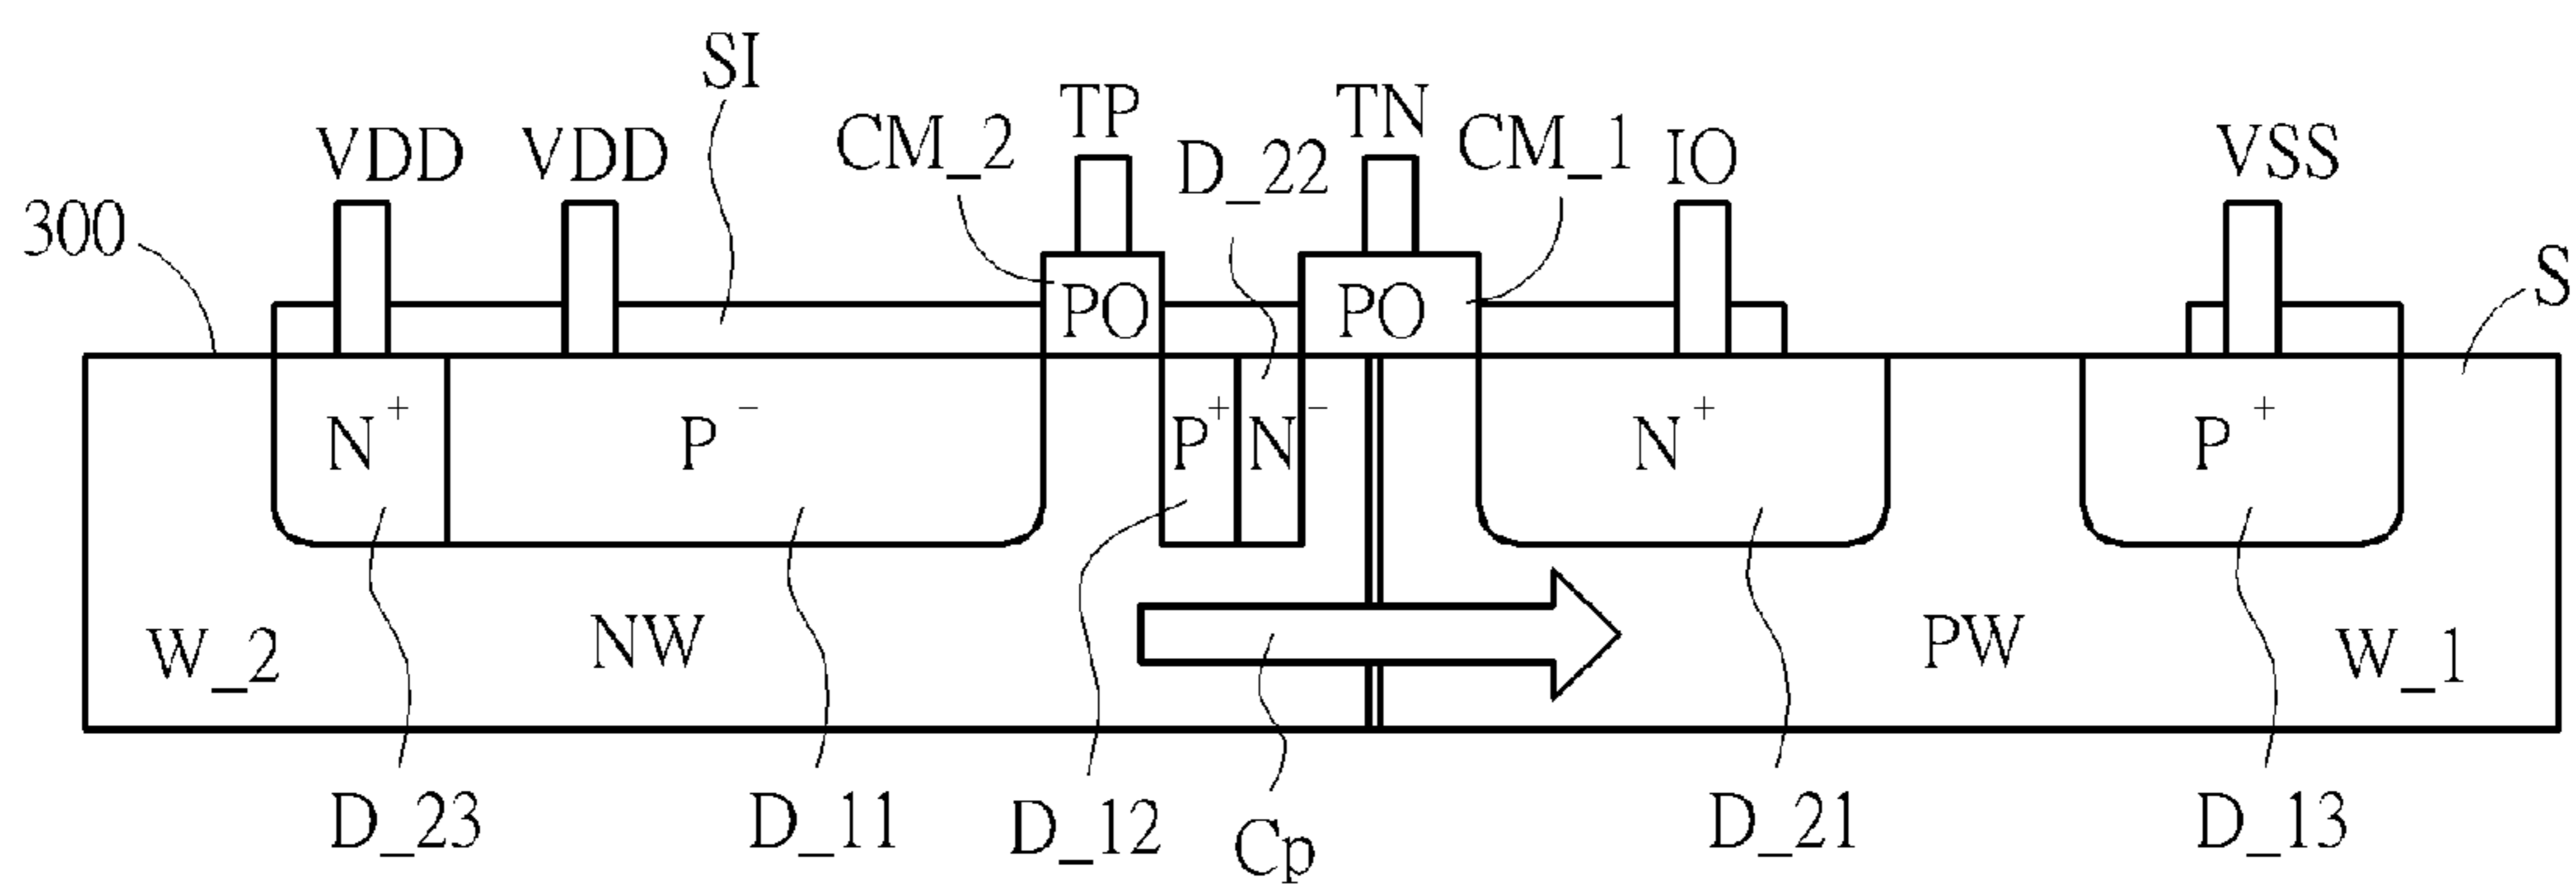 SI
TP
TN
CM_2
CM_1
VDD
VDD
D_22
IO
VSS
300
S
PO
PO
N+
P-
P+
N-
N+
P+
W_2
NW
PW
W_1
D_23
D_11
D_12
Cp
D_21
D_13